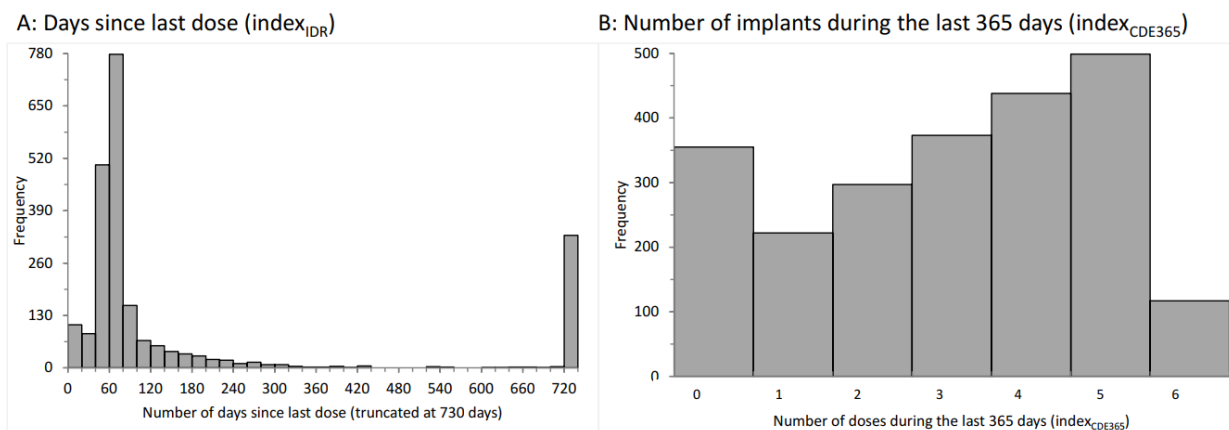 A: Days since last dose (indexIDR)
780
650
520
390
260
130
0
Frequency
0 60 120 180 240 300 360 420 480 540 600 660 720
Number of days since last dose (truncated at 730 days)
B: Number of implants during the last 365 days (indexCDE365)
500
400
300
200
100
0
Frequency
0 1 2 3 4 5 6
Number of doses during the last 365 days (indexCDE365)